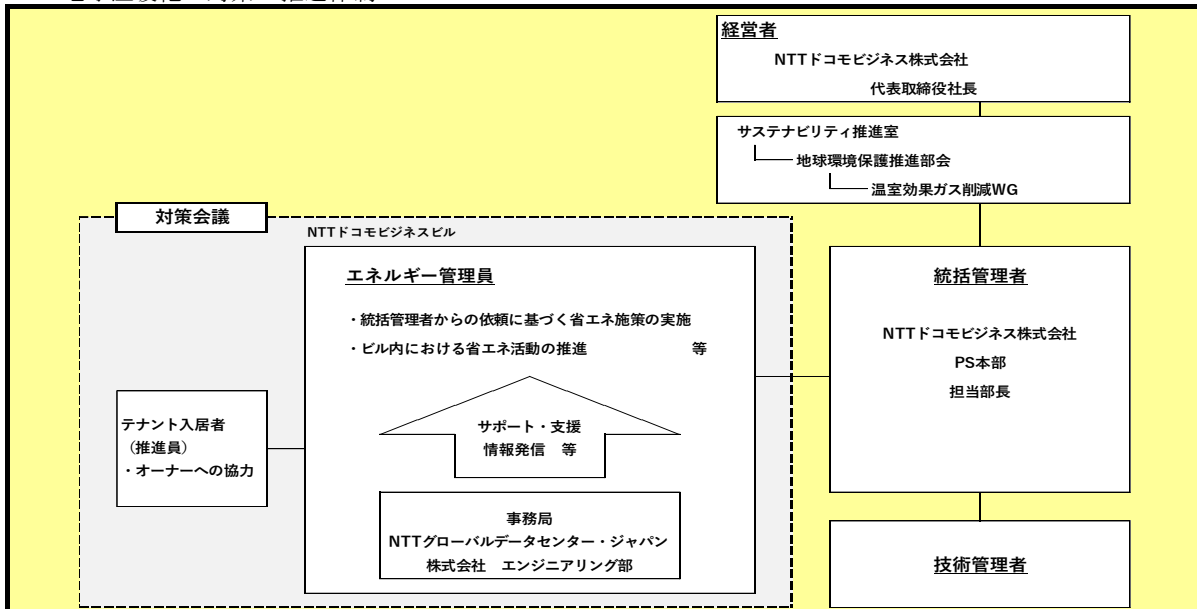 経営者
NTTドコモビジネス株式会社
代表取締役社長
サステナビリティ推進室
地球環境保護推進部会
温室効果ガス削減WG
対策会議
NTTドコモビジネスビル
エネルギー管理員
・統括管理者からの依頼に基づく省エネ施策の実施
・ビル内における省エネ活動の推進　等
サポート・支援
情報発信　等
事務局
NTTグローバルデータセンター・ジャパン
株式会社　エンジニアリング部
テナント入居者
（推進員）
・オーナーへの協力
統括管理者
NTTドコモビジネス株式会社
PS本部
担当部長
技術管理者